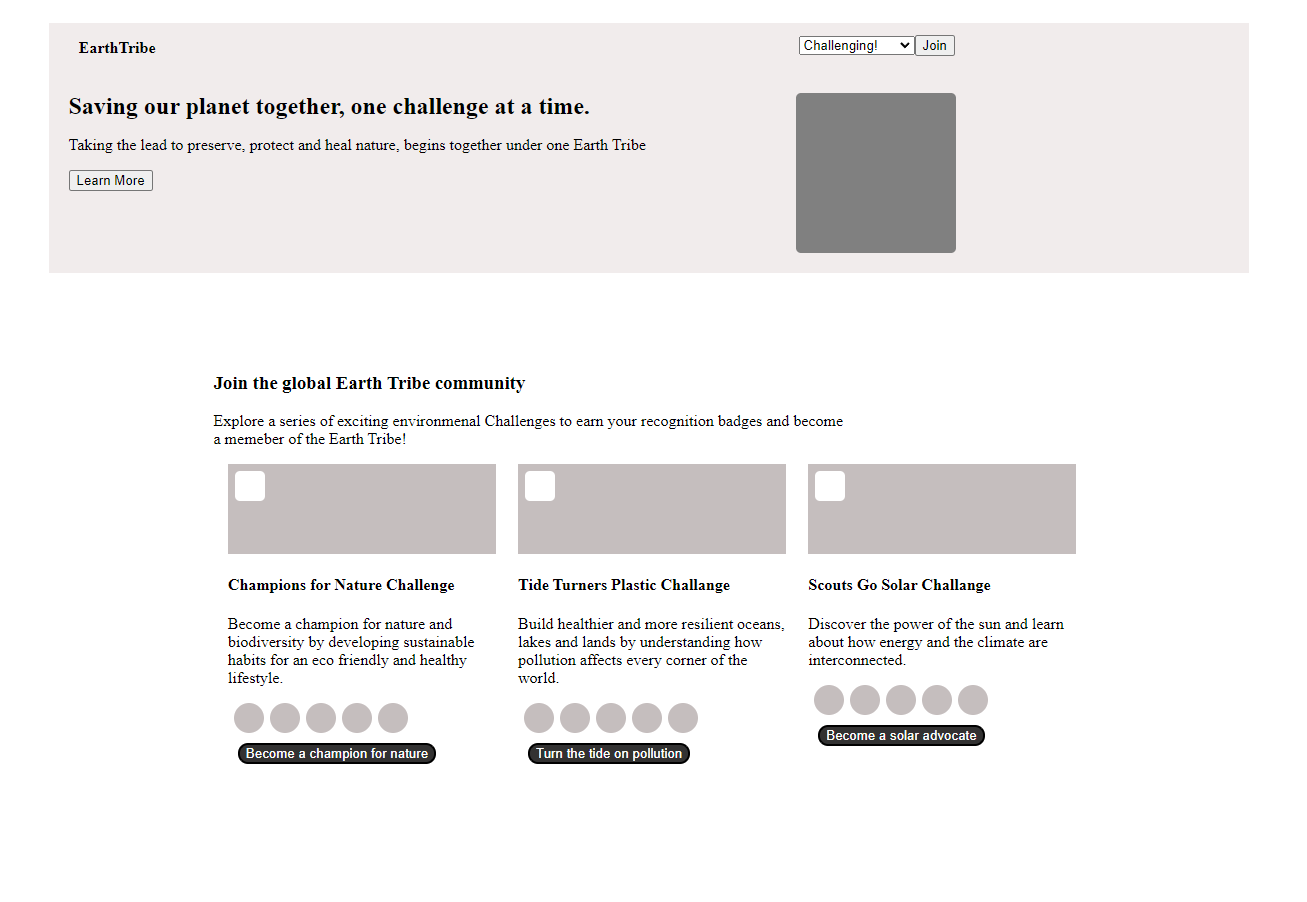 EarthTribe
Challenging! Join
Saving our planet together, one challenge at a time.
Taking the lead to preserve, protect and heal nature, begins together under one Earth Tribe
Learn More
Join the global Earth Tribe community
Explore a series of exciting environmenal Challenges to earn your recognition badges and become
a memeber of the Earth Tribe!
Champions for Nature Challenge
Become a champion for nature and
biodiversity by developing sustainable
habits for an eco friendly and healthy
lifestyle.
Become a champion for nature
Tide Turners Plastic Challange
Build healthier and more resilient oceans,
lakes and lands by understanding how
pollution affects every corner of the
world.
Turn the tide on pollution
Scouts Go Solar Challange
Discover the power of the sun and learn
about how energy and the climate are
interconnected.
Become a solar advocate